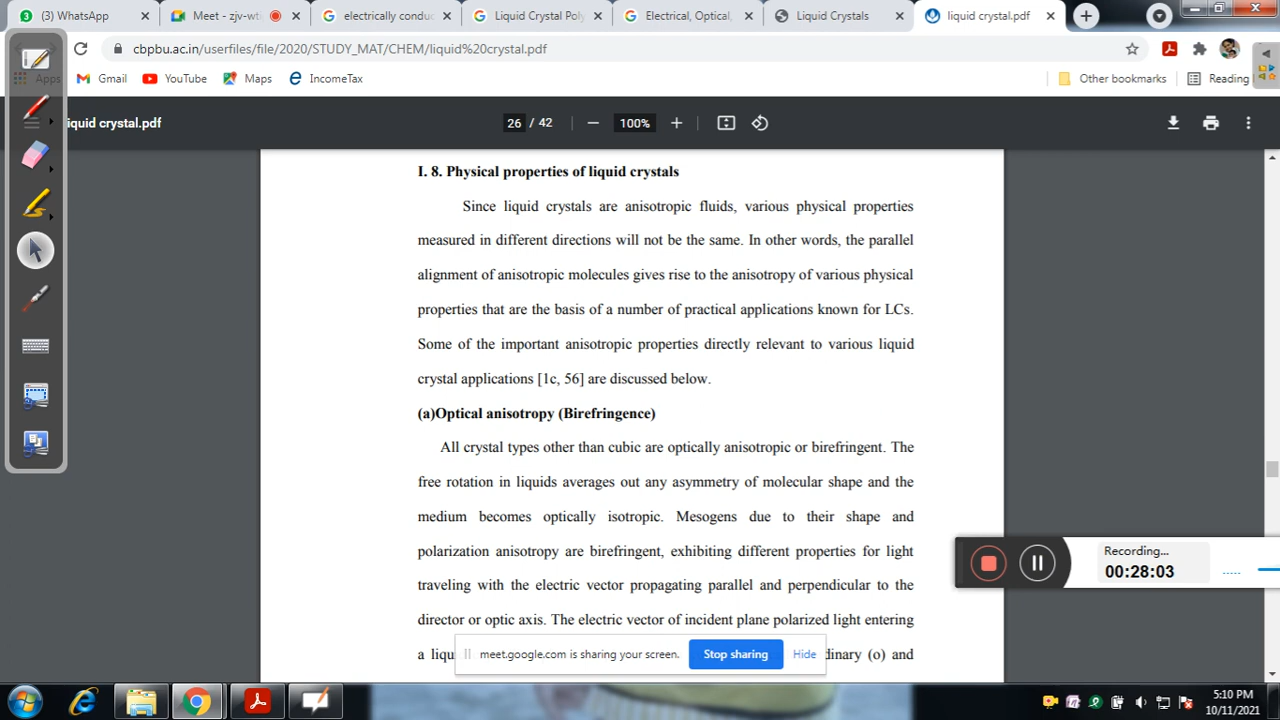 (3) WhatsApp
Meet - zjv-wti
electrically condu
Liquid Crystal Pol
Electrical, Optical,
Liquid Crystals
liquid crystal.pdf
cbpbu.ac.in/userfiles/file/2020/STUDY_MAT/CHEM/liquid%20crystal.pdf
Apps
Gmail
YouTube
Maps
IncomeTax
Other bookmarks
Reading
iquid crystal.pdf
26 / 42
100%
I. 8. Physical properties of liquid crystals
Since liquid crystals are anisotropic fluids, various physical properties
measured in different directions will not be the same. In other words, the parallel
alignment of anisotropic molecules gives rise to the anisotropy of various physical
properties that are the basis of a number of practical applications known for LCs.
Some of the important anisotropic properties directly relevant to various liquid
crystal applications [1c, 56] are discussed below.
(a)Optical anisotropy (Birefringence)
All crystal types other than cubic are optically anisotropic or birefringent. The
free rotation in liquids averages out any asymmetry of molecular shape and the
medium becomes optically isotropic. Mesogens due to their shape and
polarization anisotropy are birefringent, exhibiting different properties for light
traveling with the electric vector propagating parallel and perpendicular to the
director or optic axis. The electric vector of incident plane polarized light entering
a liqu
dinary (o) and
Recording...
00:28:03
meet.google.com is sharing your screen.
Stop sharing
Hide
5:10 PM
10/11/2021